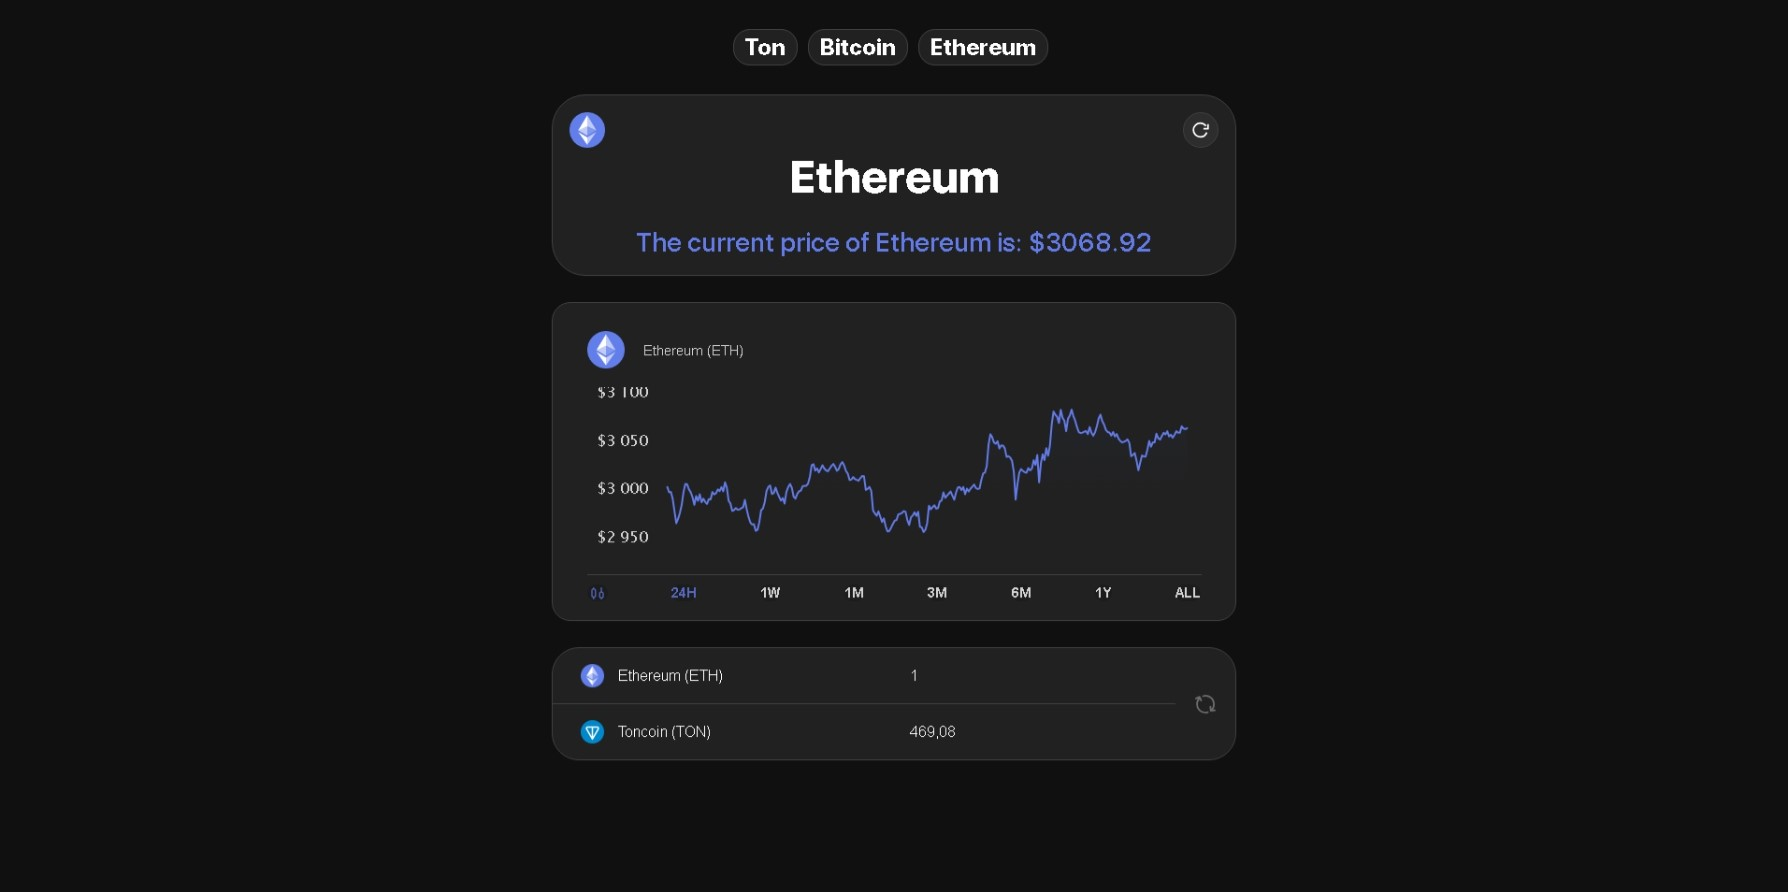 Ton Bitcoin Ethereum
Ethereum
The current price of Ethereum is: $3068.92
Ethereum (ETH)
$3 100
$3 050
$3 000
$2 950
24H 1W 1M 3M 6M 1Y ALL
Ethereum (ETH) 1
Toncoin (TON) 469,08